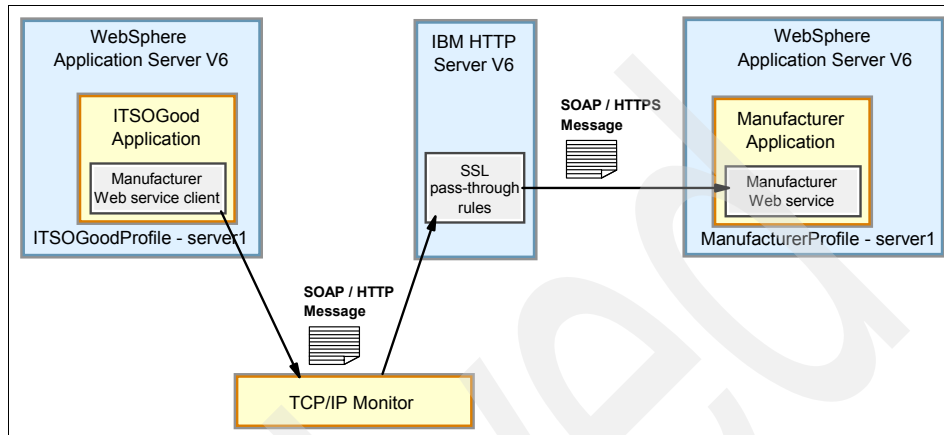 WebSphere
Application Server V6
ITSOGood
Application
Manufacturer
Web service client
ITSOGoodProfile - server1
IBM HTTP
Server V6
SSL
pass-through
rules
SOAP / HTTPS
Message
WebSphere
Application Server V6
Manufacturer
Application
Manufacturer
Web service
ManufacturerProfile - server1
SOAP / HTTP
Message
TCP/IP Monitor